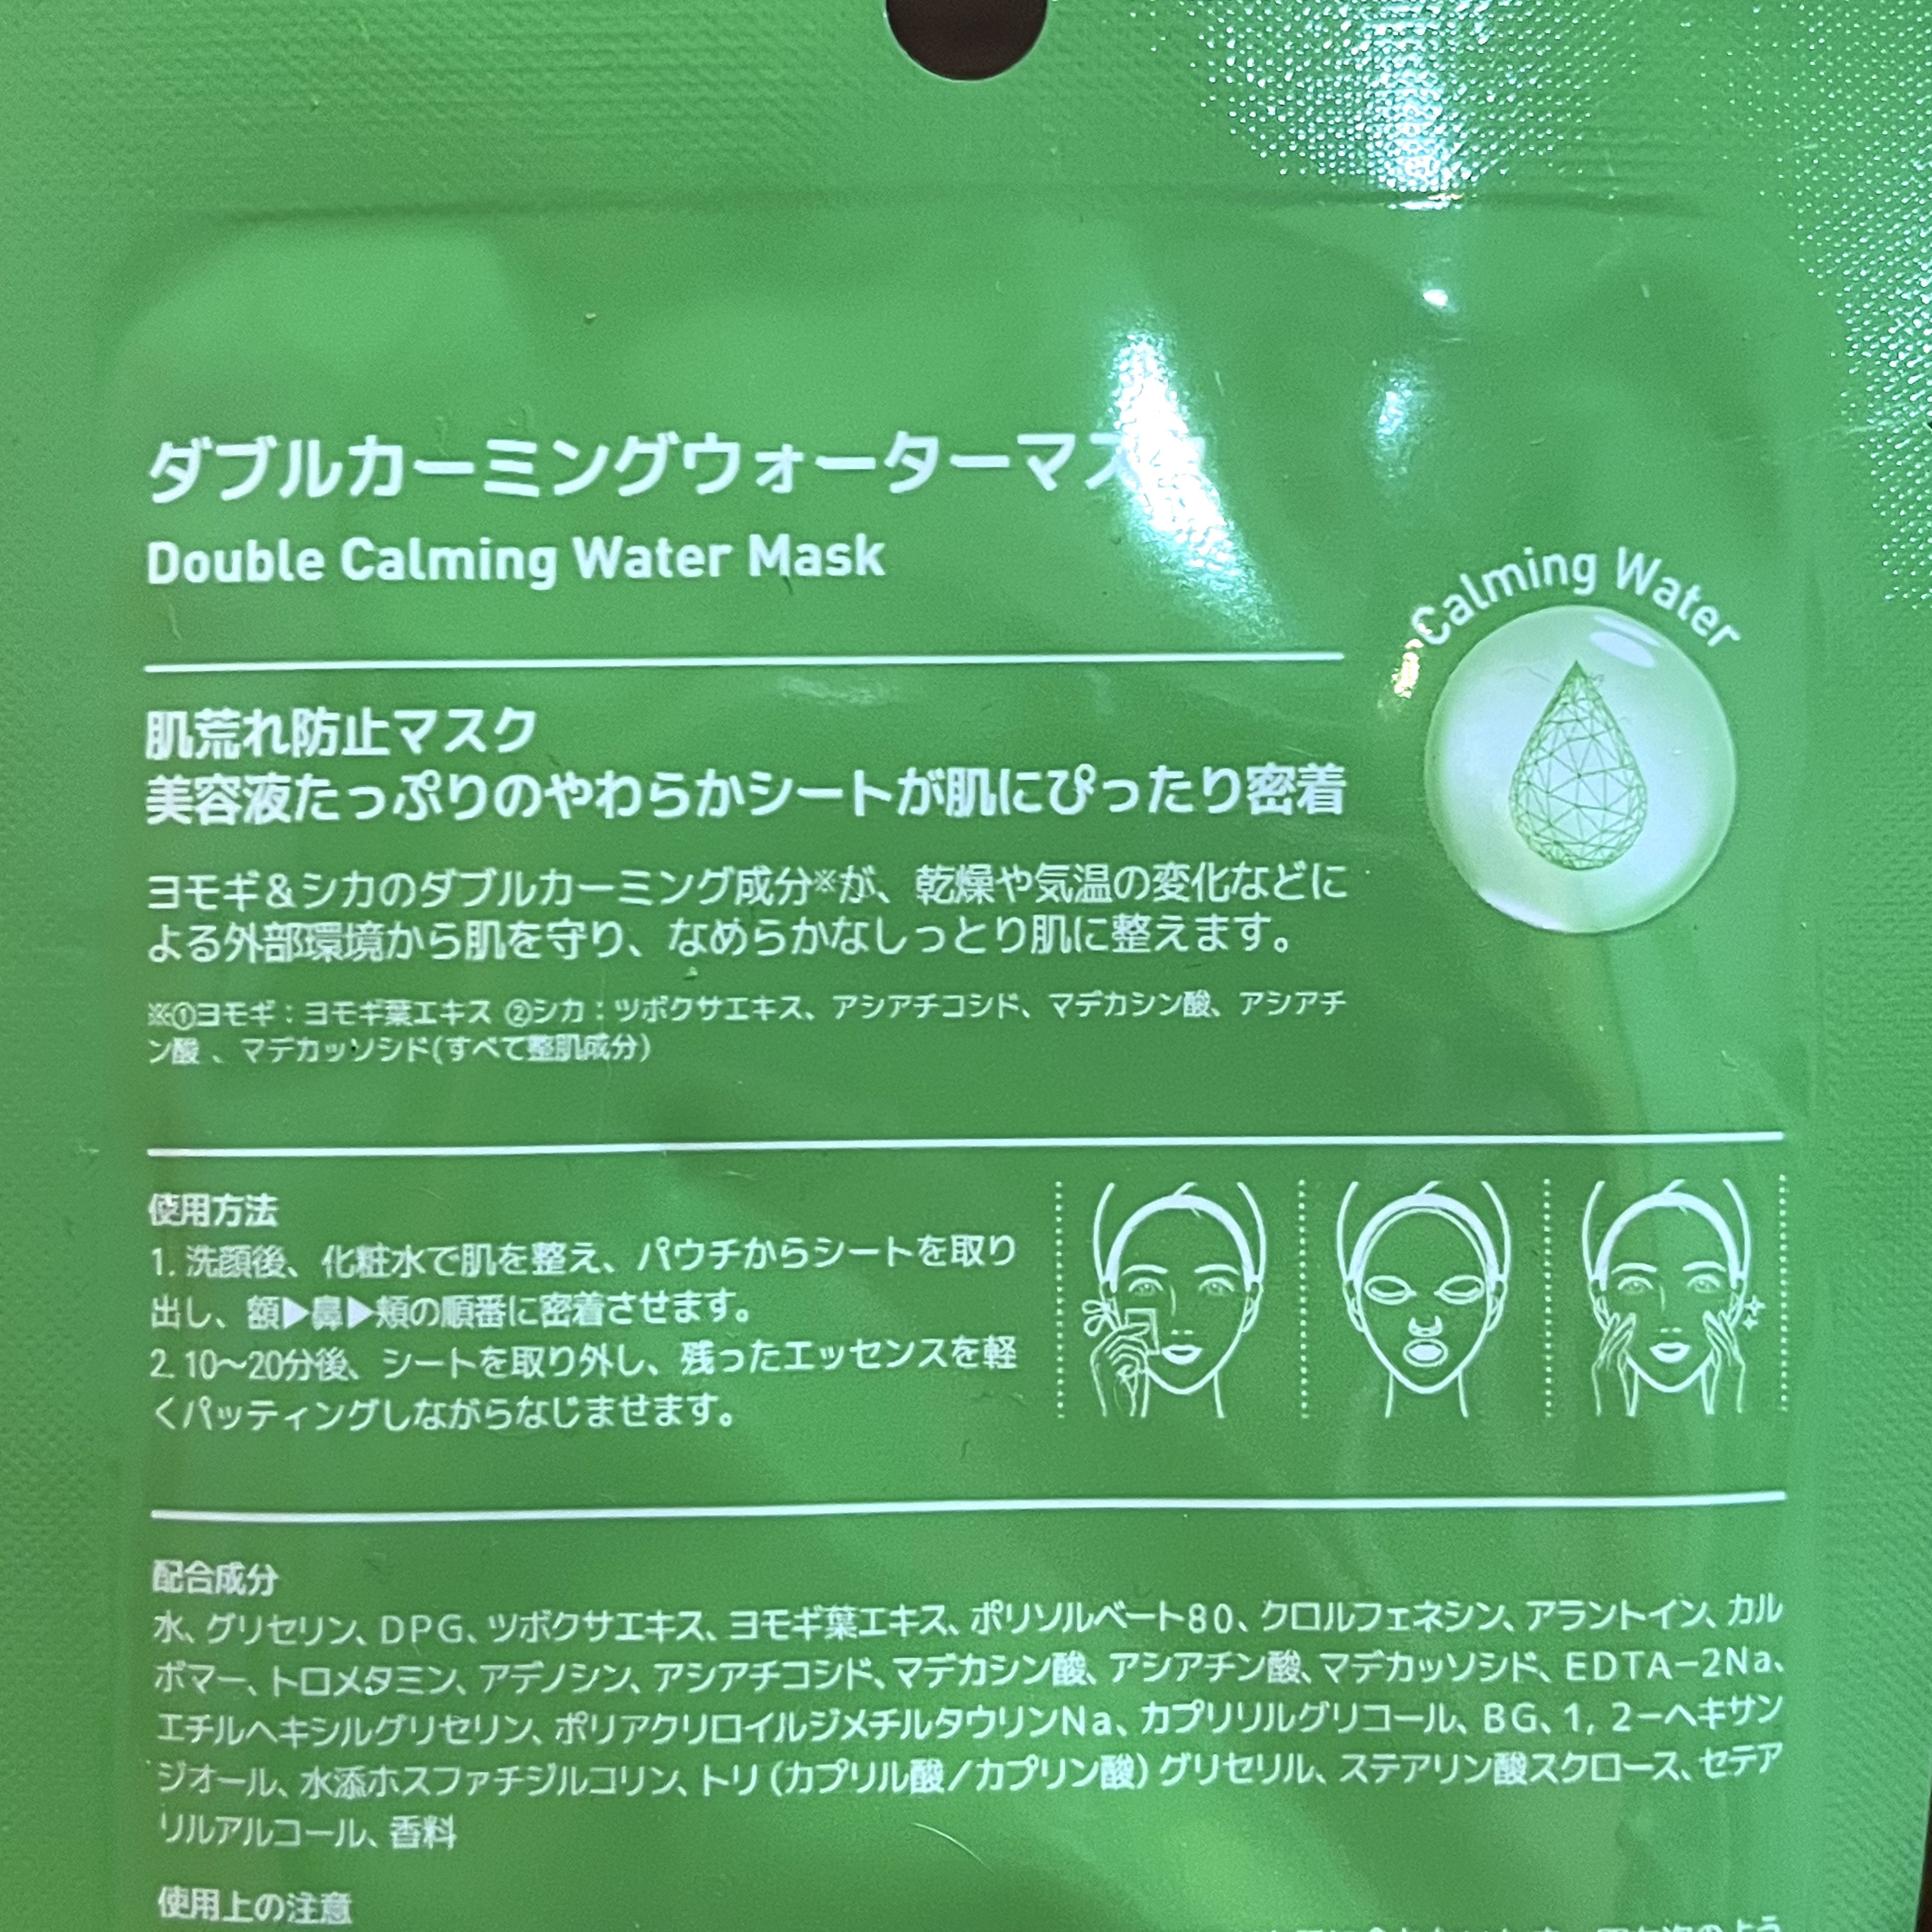 ダブルカーミングウォーターマス
Double Calming Water Mask
Calming Water
肌荒れ防止マスク
美容液たっぷりのやわらかシートが肌にぴったり密着
ヨモギ&シカのダブルカーミング成分※が、乾燥や気温の変化などに
よる外部環境から肌を守り、なめらかなしっとり肌に整えます。
※①ヨモギ:ヨモギ葉エキス ②シカ:ツボクサエキス、アシアチコシド、マデカシン酸、アシアチ
ン酸 、マデカッソシド(すべて整肌成分)
使用方法
1. 洗顔後、化粧水で肌を整え、パウチからシートを取り
出し、額▶鼻▶頬の順番に密着させます。
2. 10〜20分後、シートを取り外し、残ったエッセンスを軽
くパッティングしながらなじませます。
配合成分
水、グリセリン、DPG、ツボクサエキス、ヨモギ葉エキス、ポリソルベート80、クロルフェネシン、アラントイン、カル
ボマー、トロメタミン、アデノシン、アシアチコシド、マデカシン酸、アシアチン酸、マデカッソシド、EDTA−2Na、
エチルヘキシルグリセリン、ポリアクリロイルジメチルタウリンNa、カプリリルグリコール、BG、1, 2−ヘキサン
ジオール、水添ホスファチジルコリン、トリ(カプリル酸/カプリン酸)グリセリル、ステアリン酸スクロース、セテア
リルアルコール、香料
使用上の注意